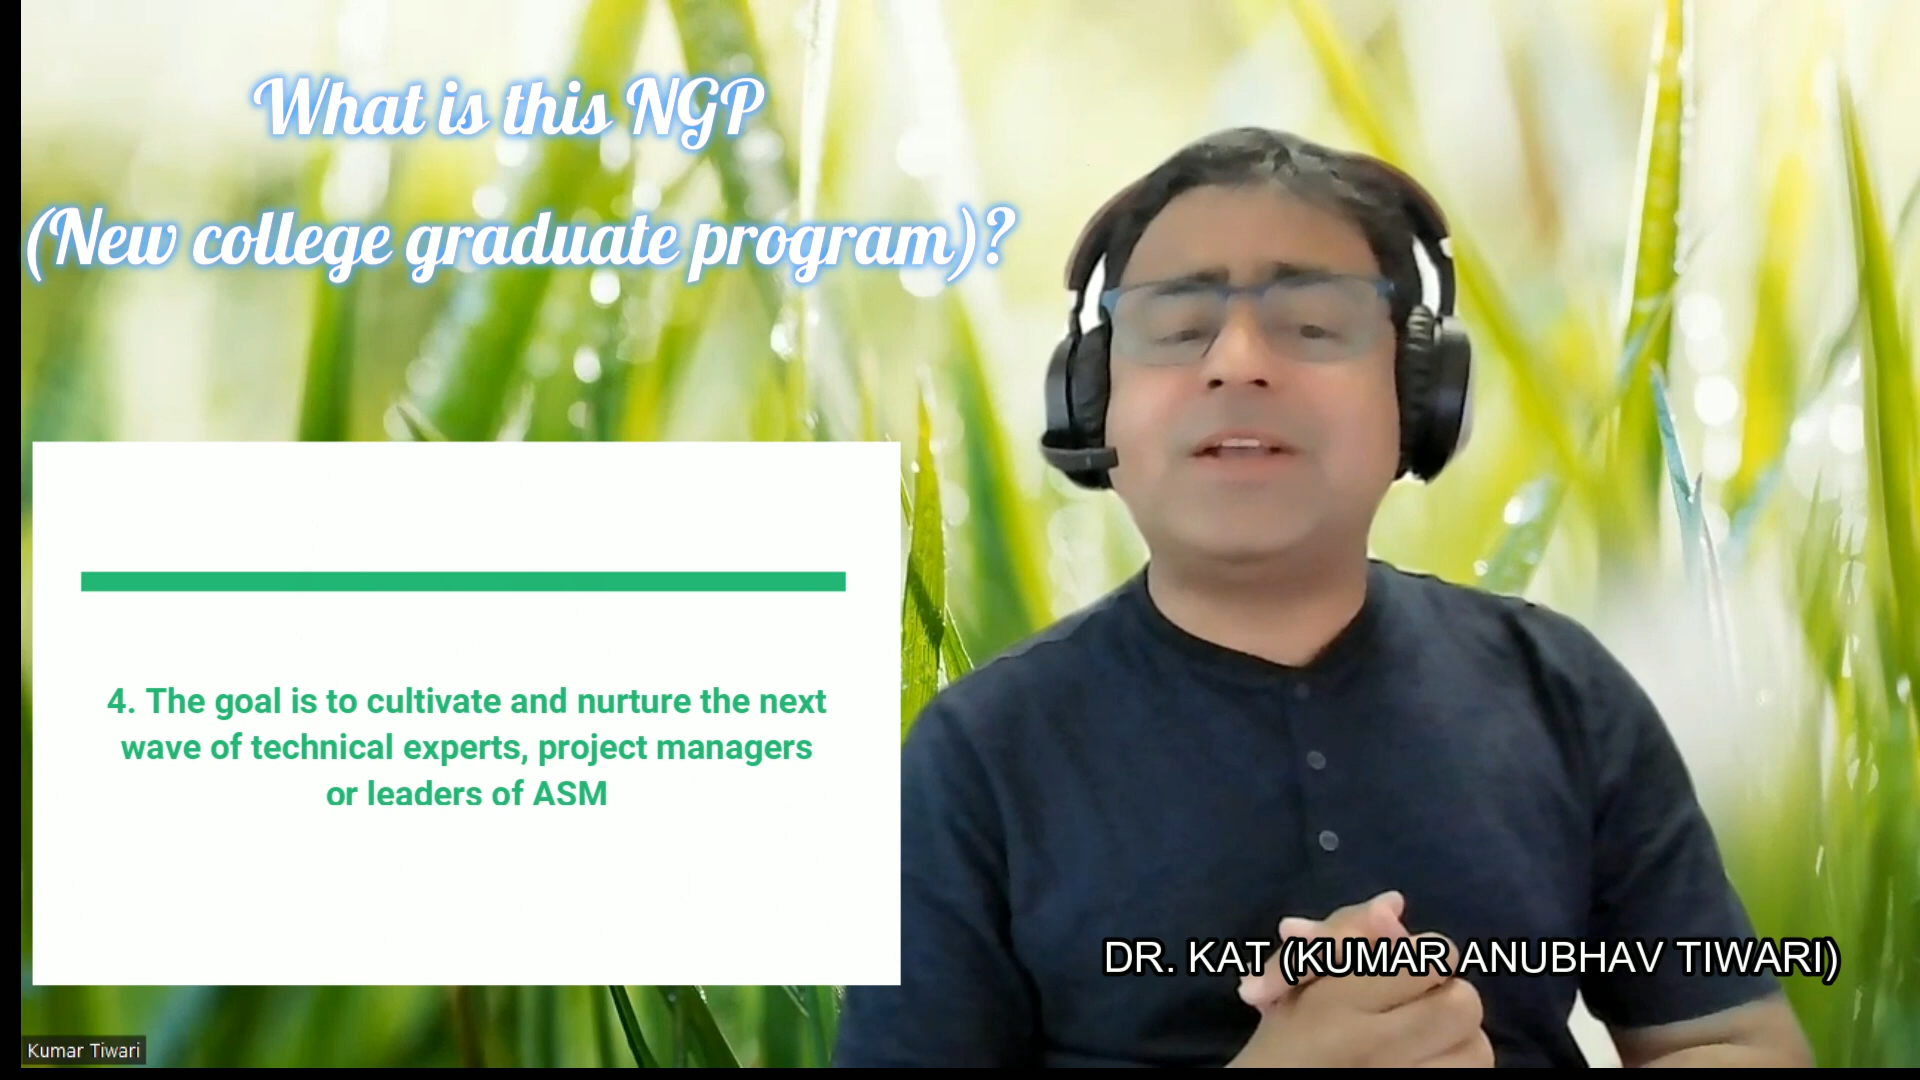 What is this NGP
(New college graduate program)?
4. The goal is to cultivate and nurture the next
wave of technical experts, project managers
or leaders of ASM
DR. KAT (KUMAR ANUBHAV TIWARI)
Kumar Tiwari